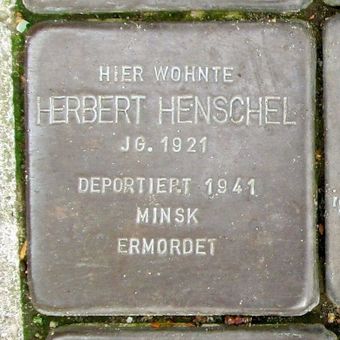 HIER WOHNTE
HERBERT HENSCHEL
JG. 1921
DEPORTIERT 1941
MINSK
ERMORDET